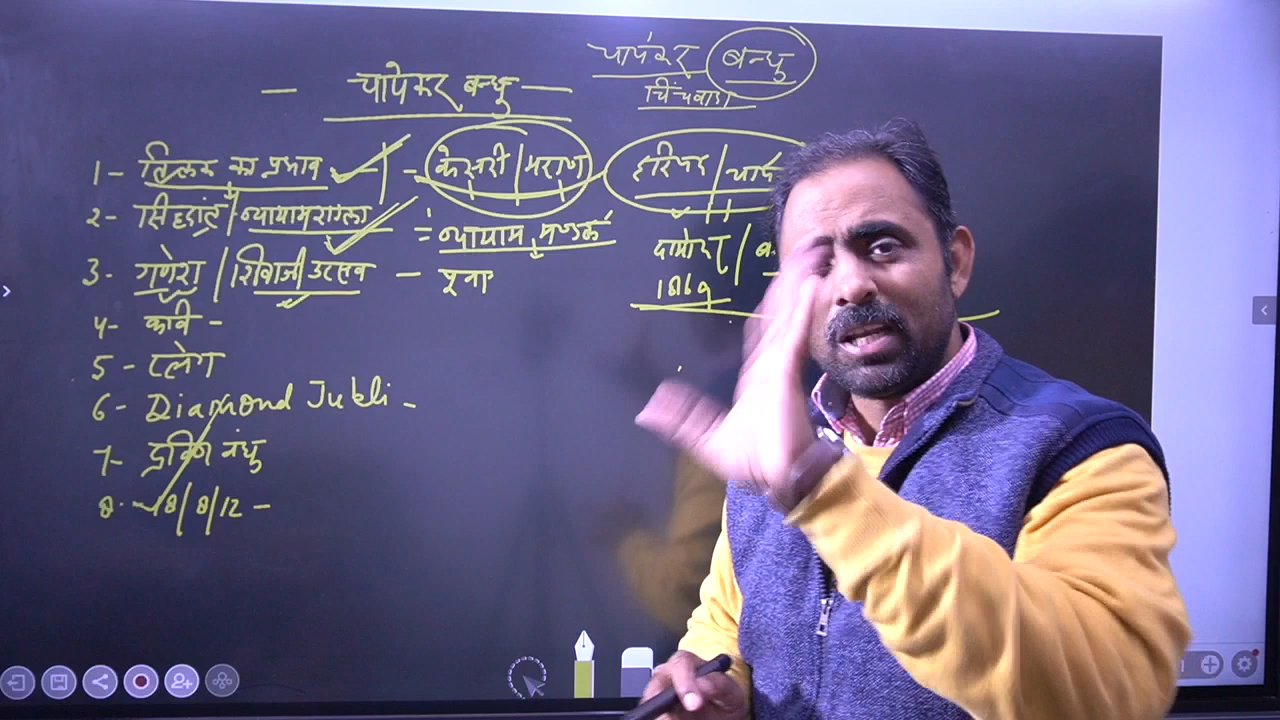 चापेकर बन्धु
चिंचवाडा
— चापेकर बन्धु —
1- तिलक का प्रभाव - केसरी/मराठा
हरिपंत/चापे
2- /व्यायामशाला
= व्यायाम मण्डल
दामोदर/
1869
3- गणेश/शिवाजी उत्सव - पूना
4- कवि -
5- प्लेग
6- Diamond Jubli -
7- द्रविण बंधु
8- 18/8/12 -